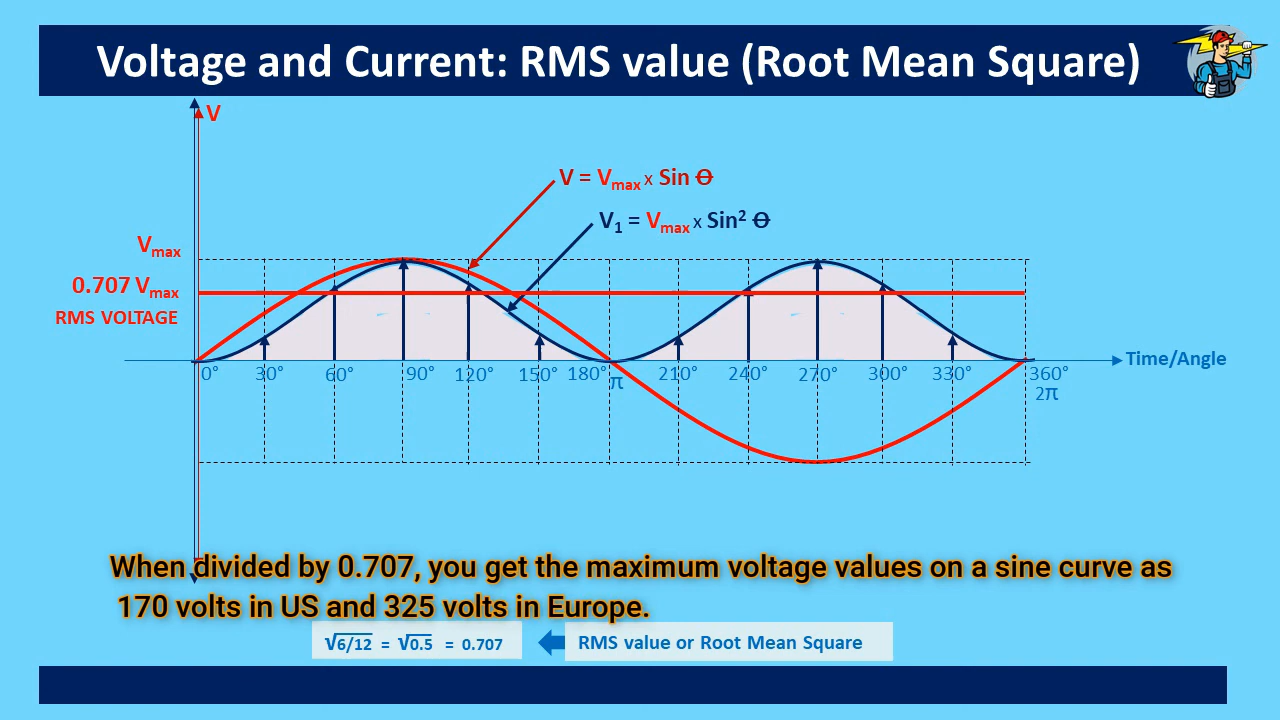 Voltage and Current: RMS value (Root Mean Square)
V
V = Vmax x Sin Ɵ
V1 = Vmax x Sin² Ɵ
Vmax
0.707 Vmax
RMS VOLTAGE
Time/Angle
0° 30° 60° 90° 120° 150° 180° 210° 240° 270° 300° 330° 360°
π 2π
When divided by 0.707, you get the maximum voltage values on a sine curve as
170 volts in US and 325 volts in Europe.
√6/12 = √0.5 = 0.707 RMS value or Root Mean Square